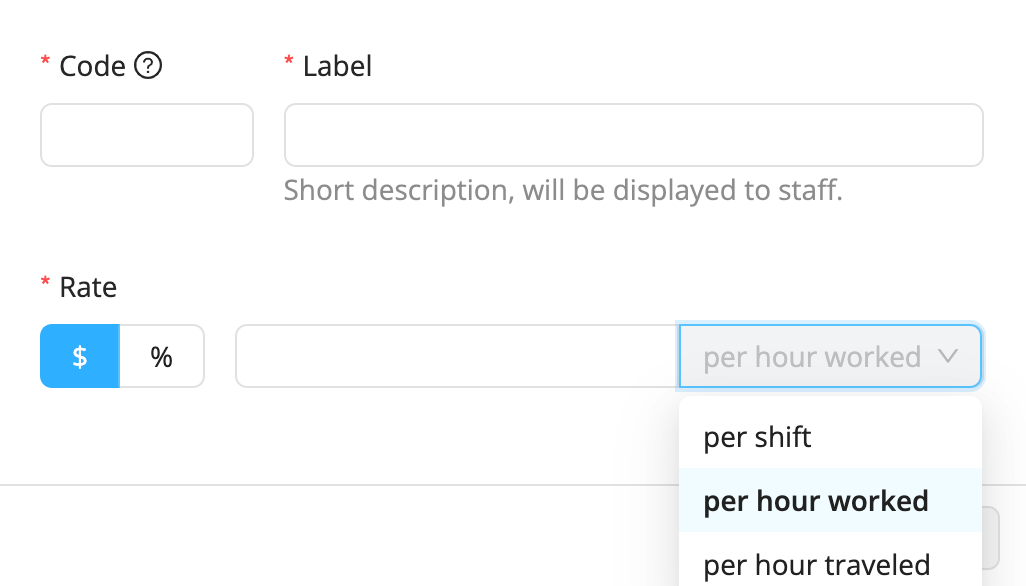 * Code ?
* Label
Short description, will be displayed to staff.
* Rate
$ %
per hour worked
per shift
per hour worked
per hour traveled